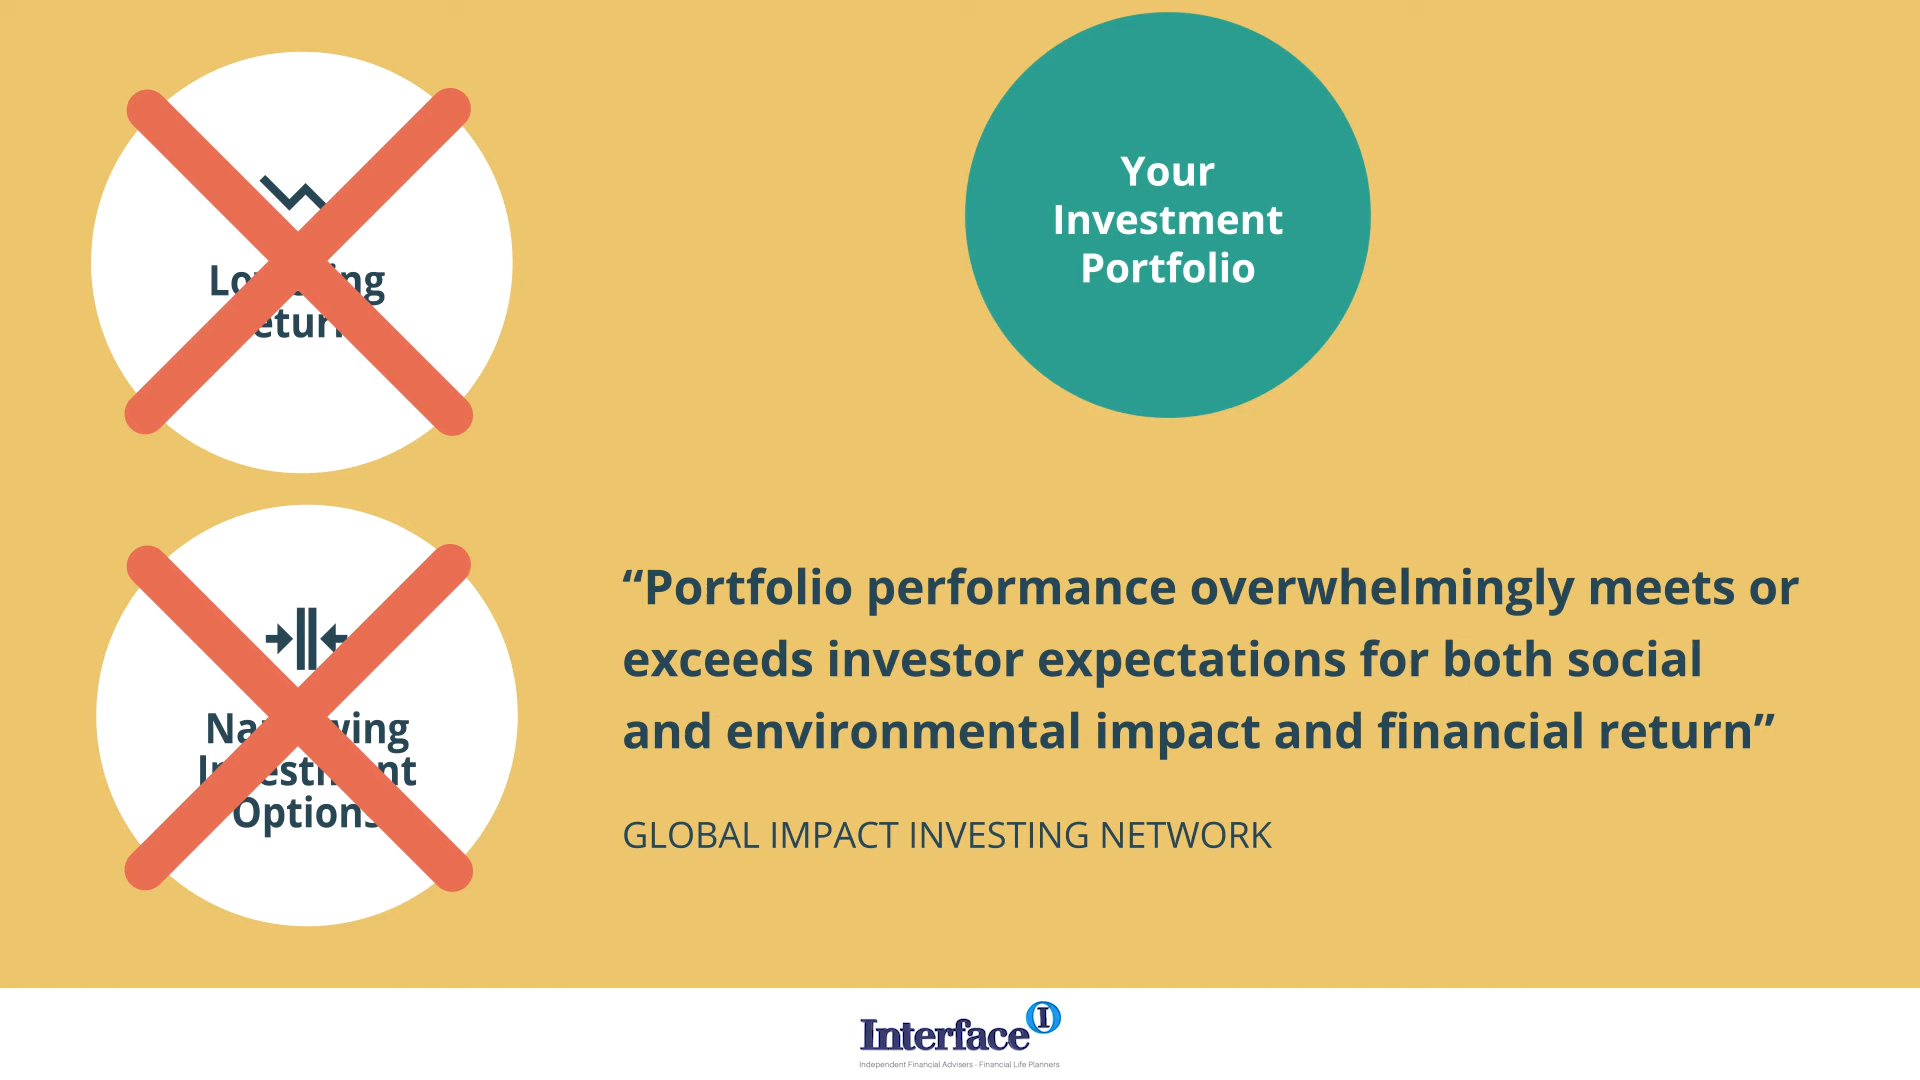 Your
Investment
Portfolio
Options
“Portfolio performance overwhelmingly meets or
exceeds investor expectations for both social
and environmental impact and financial return”
GLOBAL IMPACT INVESTING NETWORK
Interface I
Independent Financial Advisers - Financial Life Planners